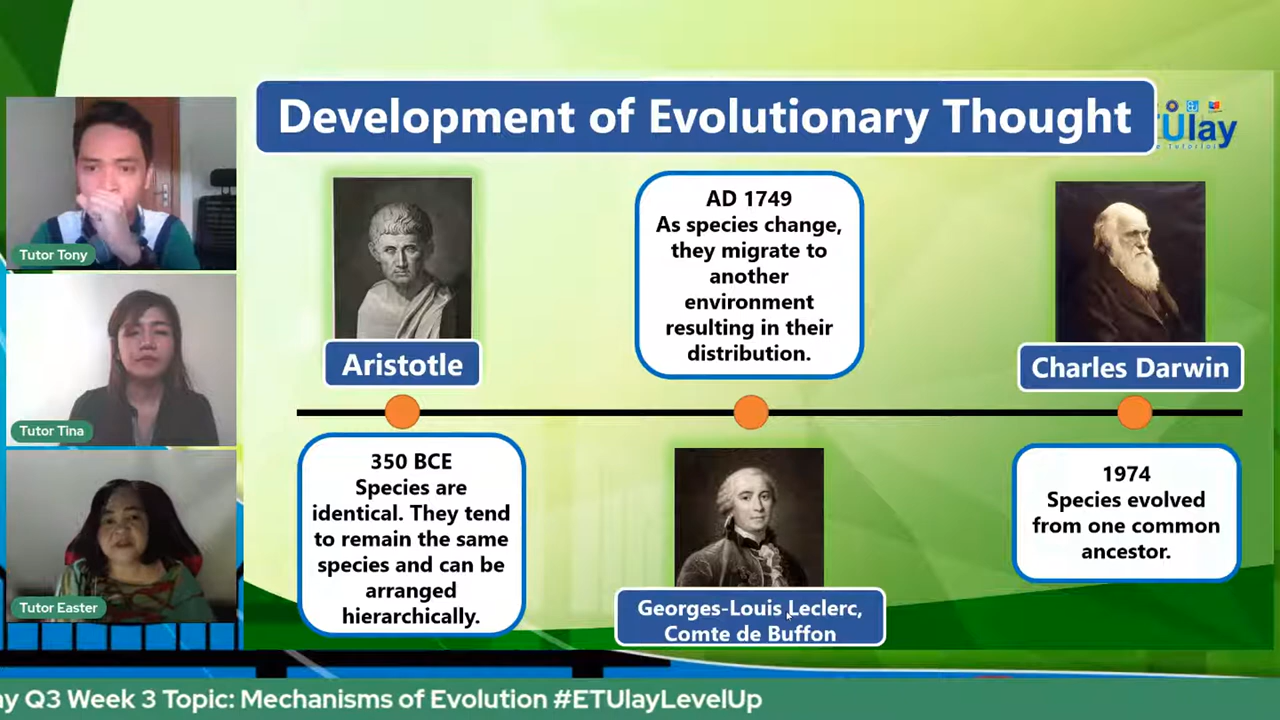 Development of Evolutionary Thought
Ulay
Tutor Tony
Tutor Tina
Tutor Easter
Aristotle
350 BCE
Species are
identical. They tend
to remain the same
species and can be
arranged
hierarchically.
AD 1749
As species change,
they migrate to
another
environment
resulting in their
distribution.
Georges-Louis Leclerc,
Comte de Buffon
Charles Darwin
1974
Species evolved
from one common
ancestor.
Q3 Week 3 Topic: Mechanisms of Evolution #ETUlayLevelUp